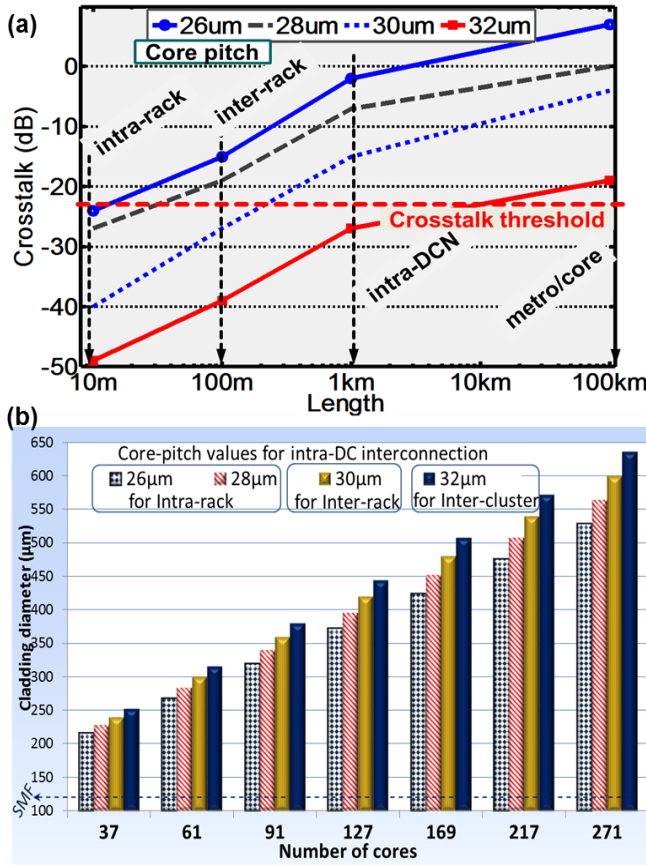 (a)
26um 28um 30um 32um
Core pitch
0
-10
-20
-30
-40
-50
Crosstalk (dB)
intra-rack
inter-rack
Crosstalk threshold
intra-DCN
metro/core
10m 100m 1km 10km 100km
Length
(b)
Core-pitch values for intra-DC interconnection
26µm 28µm 30µm 32µm
for Intra-rack for Inter-rack for Inter-cluster
650
600
550
500
450
400
350
300
250
200
150
100
Cladding diameter (µm)
SMF
37 61 91 127 169 217 271
Number of cores